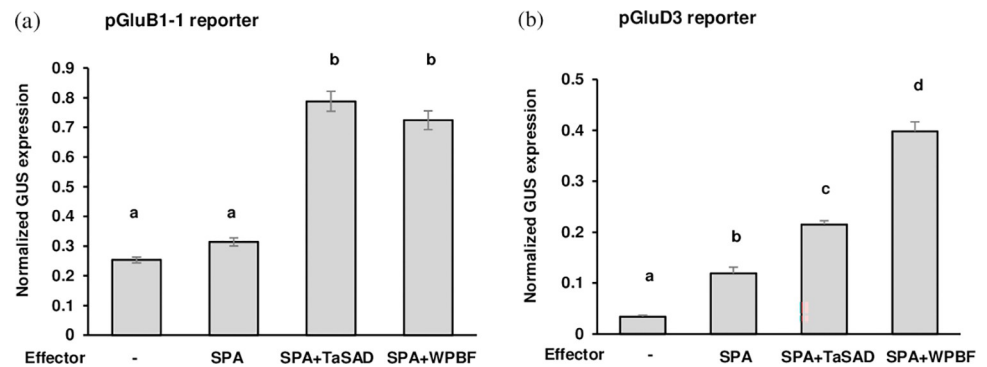 (a) pGluB1-1 reporter
Normalized GUS expression
0.9
0.8
0.7
0.6
0.5
0.4
0.3
0.2
0.1
0
a
a
b
b
Effector - SPA SPA+TaSAD SPA+WPBF
(b) pGluD3 reporter
Normalized GUS expression
0.5
0.4
0.3
0.2
0.1
0
a
b
c
d
Effector - SPA SPA+TaSAD SPA+WPBF